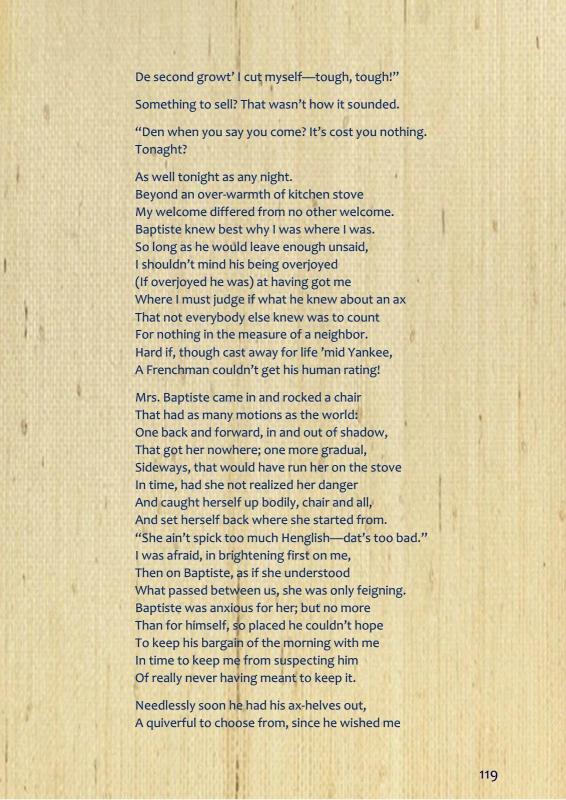 De second growt’ I cut myself—tough, tough!”
Something to sell? That wasn’t how it sounded.
“Den when you say you come? It’s cost you nothing.
Tonaght?
As well tonight as any night.
Beyond an over-warmth of kitchen stove
My welcome differed from no other welcome.
Baptiste knew best why I was where I was.
So long as he would leave enough unsaid,
I shouldn’t mind his being overjoyed
(If overjoyed he was) at having got me
Where I must judge if what he knew about an ax
That not everybody else knew was to count
For nothing in the measure of a neighbor.
Hard if, though cast away for life ’mid Yankee,
A Frenchman couldn’t get his human rating!
Mrs. Baptiste came in and rocked a chair
That had as many motions as the world:
One back and forward, in and out of shadow,
That got her nowhere; one more gradual,
Sideways, that would have run her on the stove
In time, had she not realized her danger
And caught herself up bodily, chair and all,
And set herself back where she started from.
“She ain’t spick too much Henglish—dat’s too bad.”
I was afraid, in brightening first on me,
Then on Baptiste, as if she understood
What passed between us, she was only feigning.
Baptiste was anxious for her; but no more
Than for himself, so placed he couldn’t hope
To keep his bargain of the morning with me
In time to keep me from suspecting him
Of really never having meant to keep it.
Needlessly soon he had his ax-helves out,
A quiverful to choose from, since he wished me
119